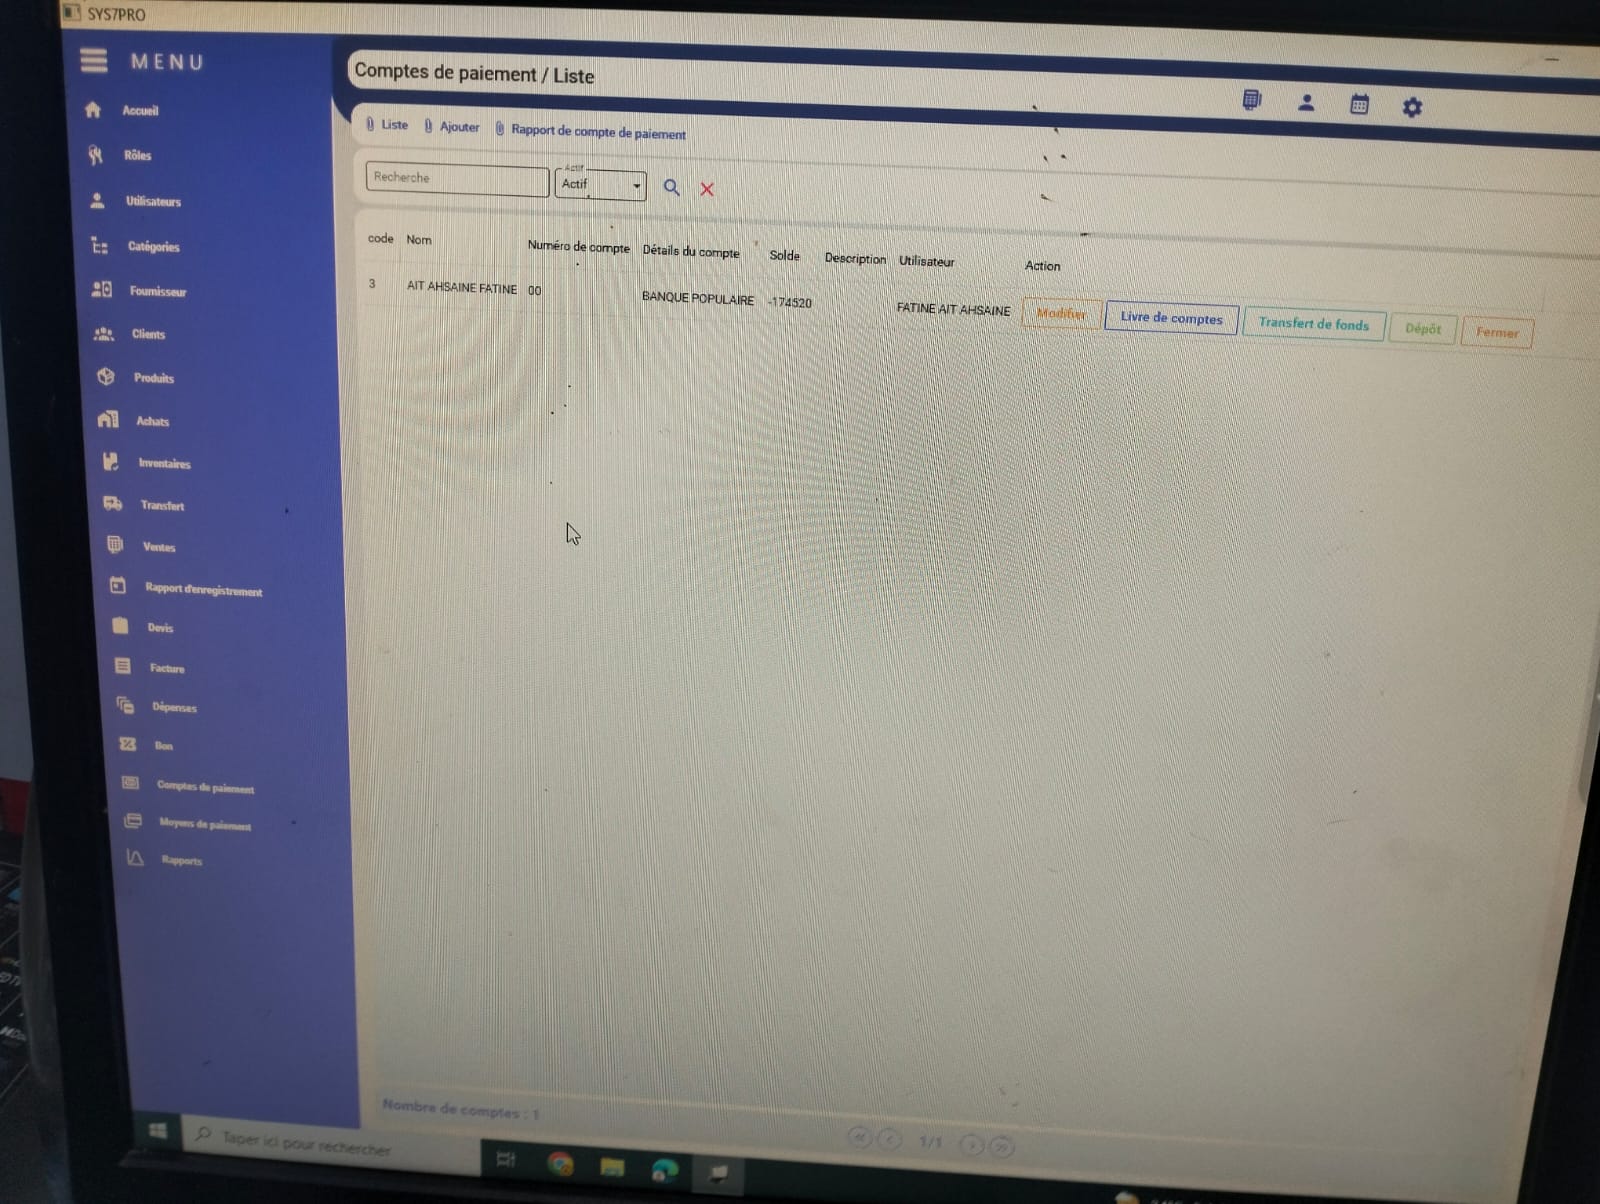 SYS7PRO
MENU
Accueil
Rôles
Utilisateurs
Catégories
Fournisseur
Clients
Produits
Achats
Inventaires
Transfert
Ventes
Rapport d'enregistrement
Devis
Facture
Dépenses
Bon
Comptes de paiement
Moyens de paiement
Rapports
Comptes de paiement / Liste
Liste Ajouter Rapport de compte de paiement
Actif
Recherche Actif
code Nom Numéro de compte Détails du compte Solde Description Utilisateur Action
3 AIT AHSAINE FATINE 00 BANQUE POPULAIRE -174520 FATINE AIT AHSAINE Modifier Livre de comptes Transfert de fonds Dépôt Fermer
Nombre de comptes : 1
1/1
Taper ici pour rechercher